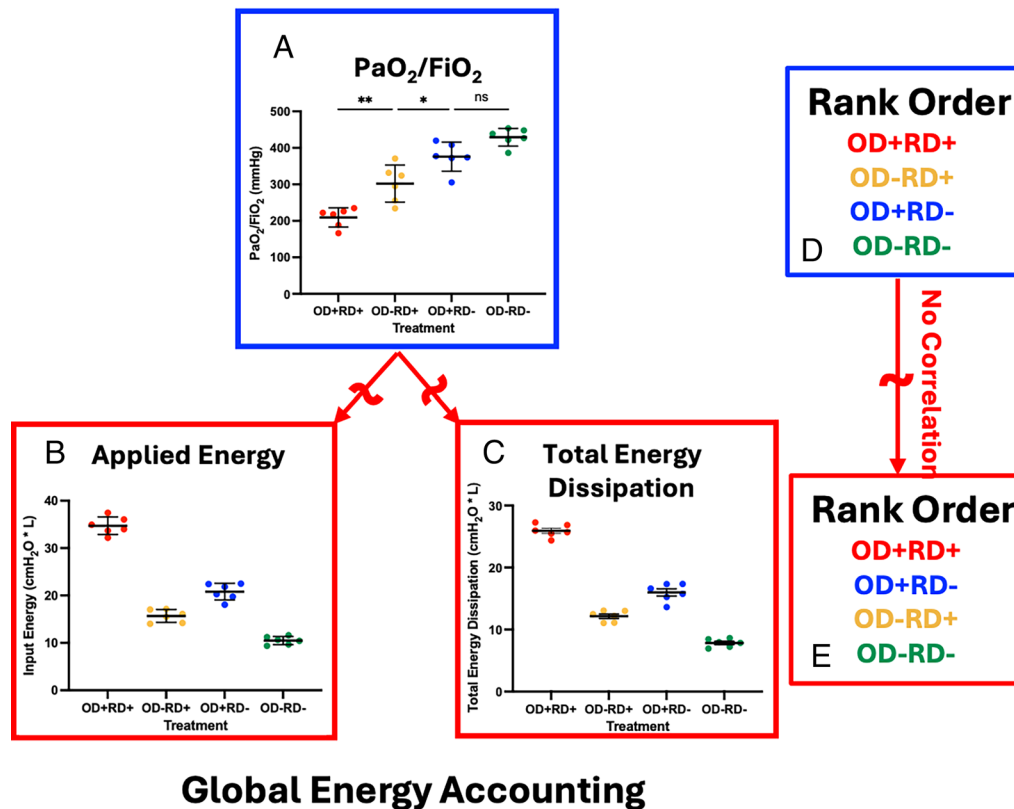 A
PaO₂/FiO₂
** * ns
PaO₂/FiO₂ (mmHg)
500
400
300
200
100
0
OD+RD+ OD-RD+ OD+RD- OD-RD-
Treatment
Rank Order
OD+RD+
OD-RD+
OD+RD-
OD-RD-
D
No Correlation
B
Applied Energy
Input Energy (cmH₂O * L)
40
30
20
10
0
OD+RD+ OD-RD+ OD+RD- OD-RD-
Treatment
C
Total Energy
Dissipation
Total Energy Dissipation (cmH₂O * L)
30
20
10
0
OD+RD+ OD-RD+ OD+RD- OD-RD-
Treatment
Rank Order
OD+RD+
OD+RD-
OD-RD+
OD-RD-
E
Global Energy Accounting